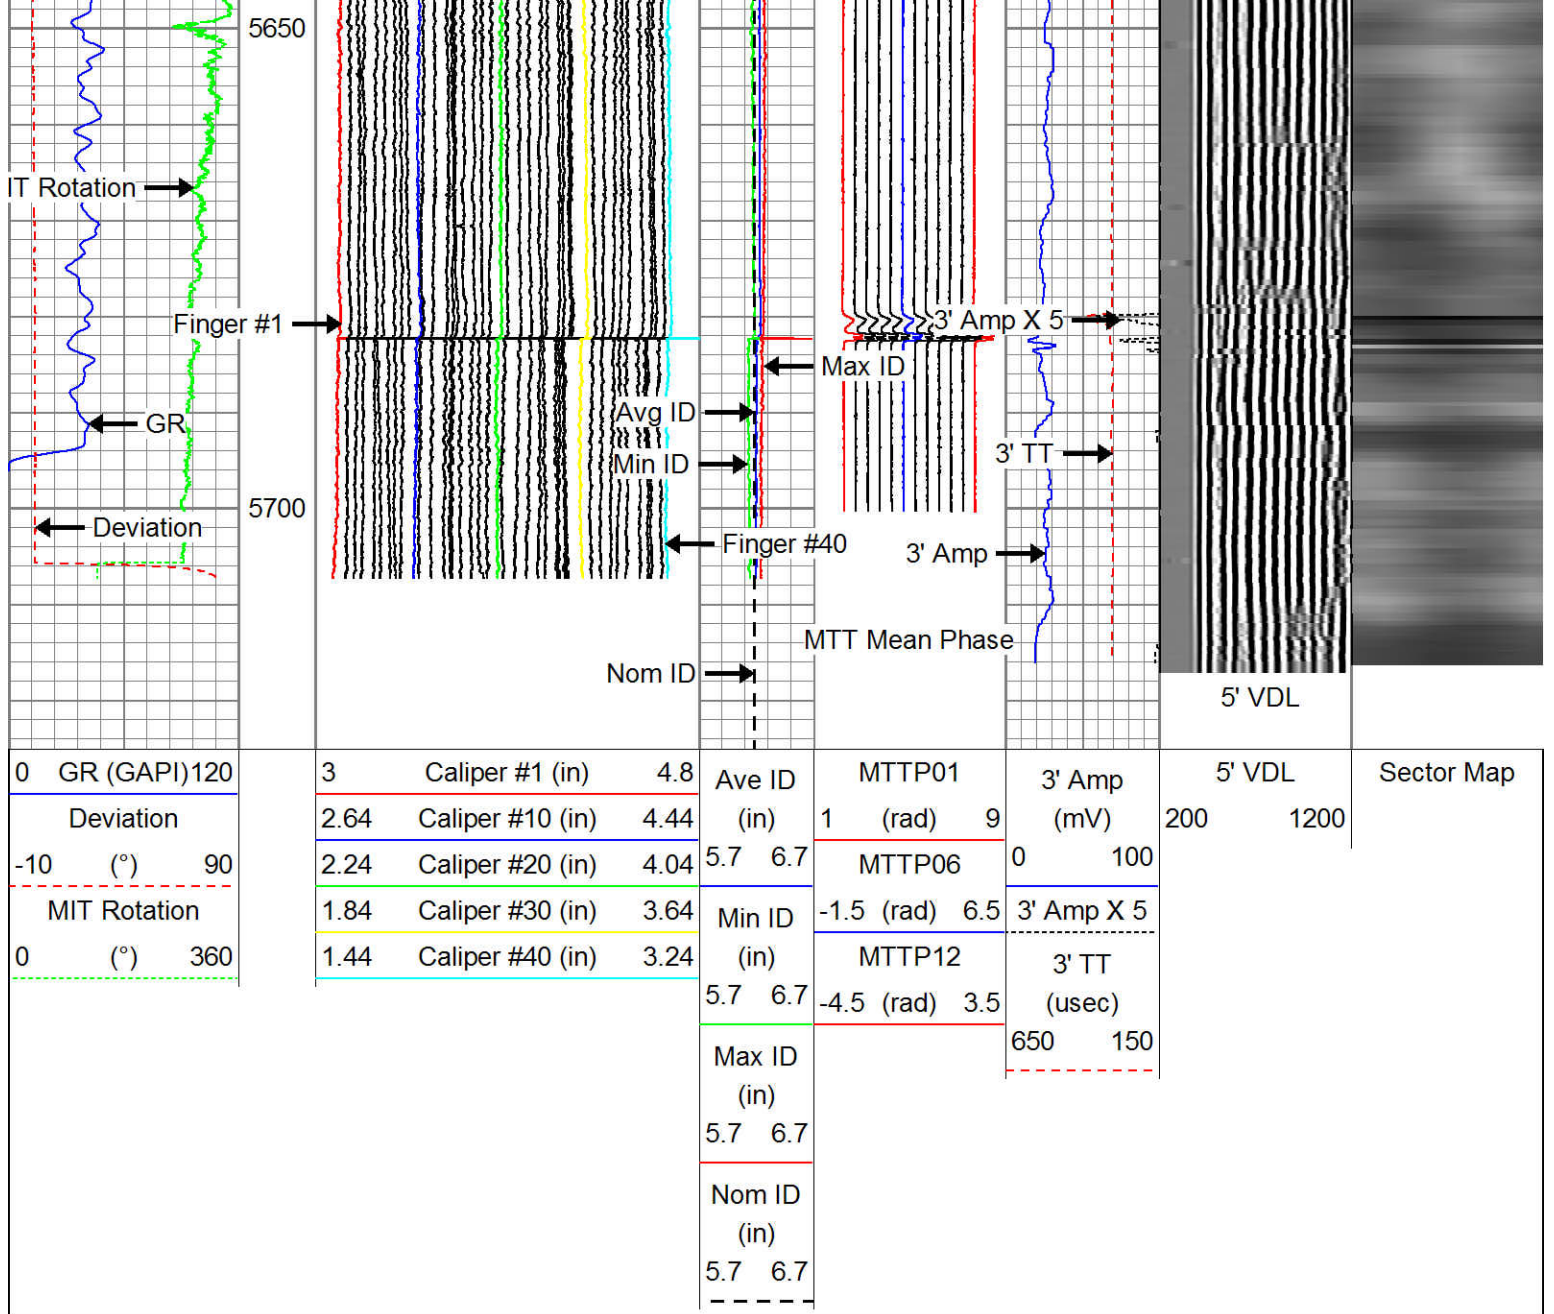 5650
IT Rotation
Finger #1
3' Amp X 5
Max ID
Avg ID
GR
3' TT
Min ID
5700
Deviation
Finger #40
3' Amp
MTT Mean Phase
Nom ID
5' VDL
0 GR (GAPI) 120
Deviation
-10 (°) 90
MIT Rotation
0 (°) 360
3 Caliper #1 (in) 4.8
2.64 Caliper #10 (in) 4.44
2.24 Caliper #20 (in) 4.04
1.84 Caliper #30 (in) 3.64
1.44 Caliper #40 (in) 3.24
Ave ID
(in)
5.7 6.7
Min ID
(in)
5.7 6.7
Max ID
(in)
5.7 6.7
Nom ID
(in)
5.7 6.7
MTTP01
1 (rad) 9
MTTP06
-1.5 (rad) 6.5
MTTP12
-4.5 (rad) 3.5
3' Amp
(mV)
0 100
3' Amp X 5
3' TT
(usec)
650 150
5' VDL
200 1200
Sector Map